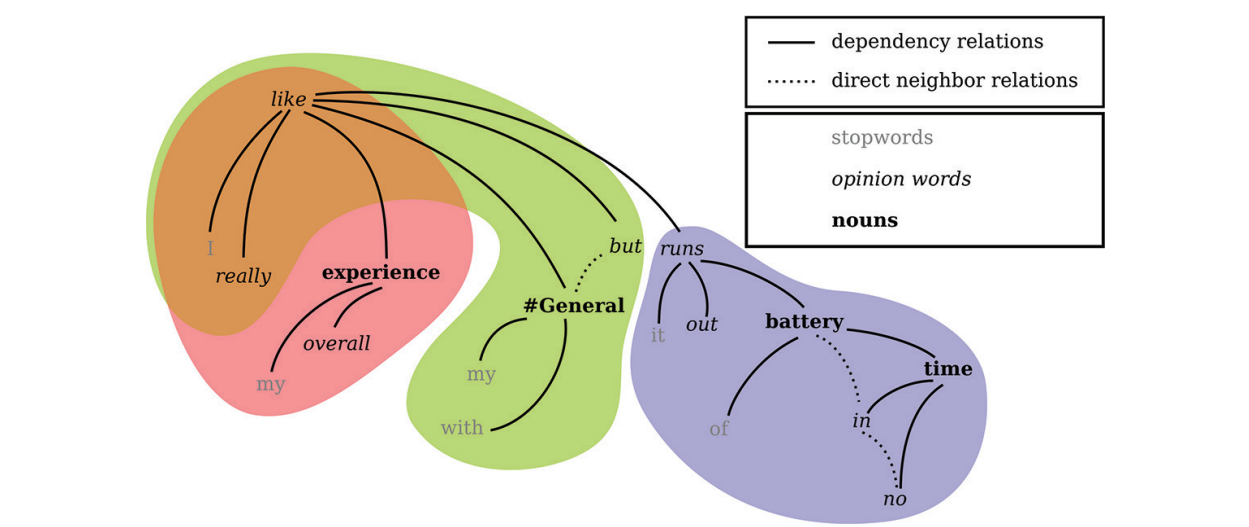 dependency relations
direct neighbor relations
stopwords
opinion words
nouns
like
I
really
experience
my
overall
but
#General
my
with
runs
it
out
battery
of
time
in
no